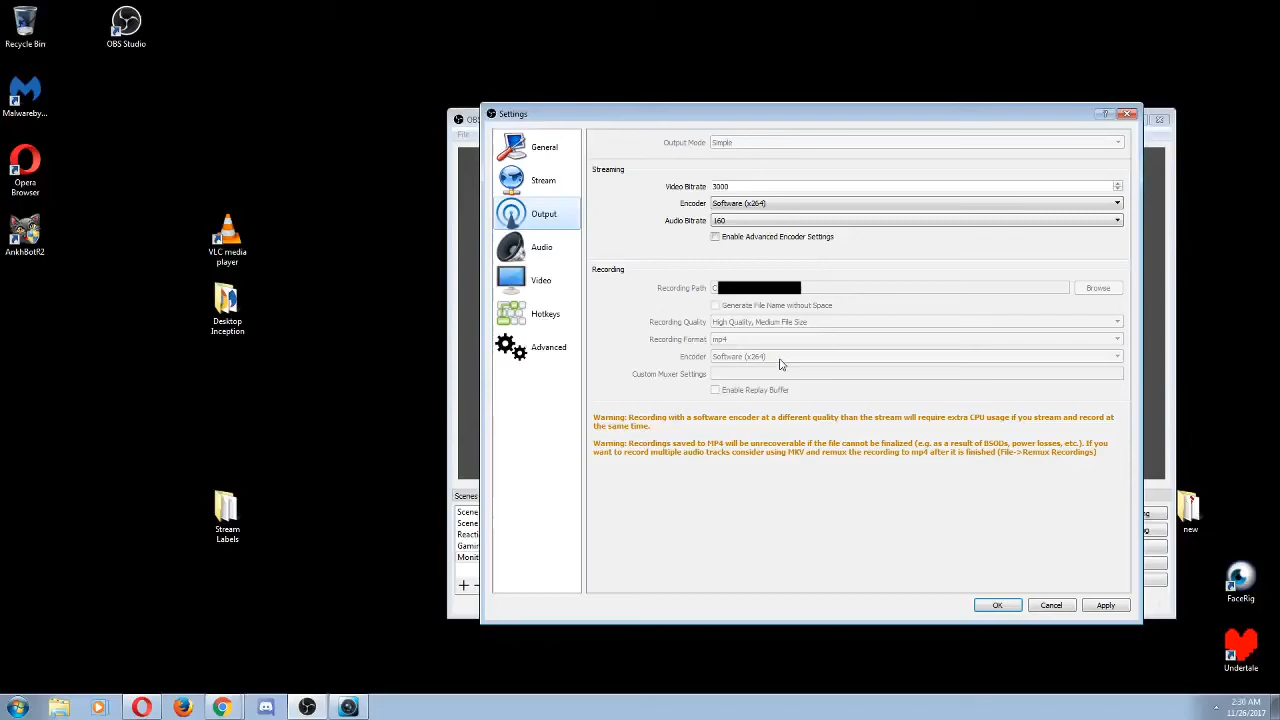 Recycle Bin
OBS Studio
Malwareby...
Opera
Browser
AnkhBotR2
VLC media
player
Desktop
Inception
Stream
Labels
OBS
File
Settings
General
Stream
Output
Audio
Video
Hotkeys
Advanced
Output Mode Simple
Streaming
Video Bitrate 3000
Encoder Software (x264)
Audio Bitrate 160
Enable Advanced Encoder Settings
Recording
Recording Path C Browse
Generate File Name without Space
Recording Quality High Quality, Medium File Size
Recording Format mp4
Encoder Software (x264)
Custom Muxer Settings
Enable Replay Buffer
Warning: Recording with a software encoder at a different quality than the stream will require extra CPU usage if you stream and record at
the same time.
Warning: Recordings saved to MP4 will be unrecoverable if the file cannot be finalized (e.g. as a result of BSODs, power losses, etc.). If you
want to record multiple audio tracks consider using MKV and remux the recording to mp4 after it is finished (File->Remux Recordings)
OK Cancel Apply
Scenes
Scene
Scene
Reacti
Gamin
Monit
new
FaceRig
Undertale
2:30 AM
11/26/2017